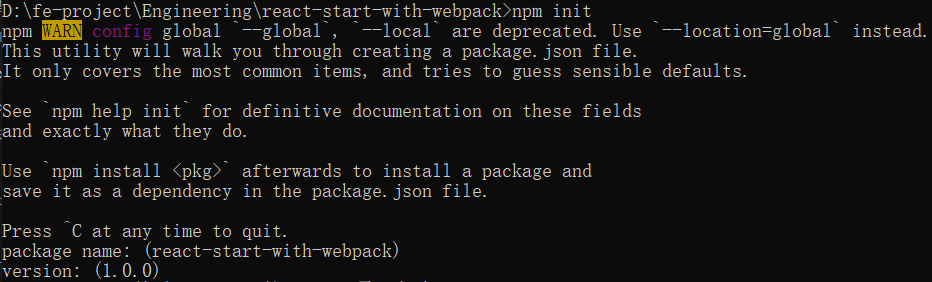 D:\fe-project\Engineering\react-start-with-webpack>npm init
npm WARN config global `--global`, `--local` are deprecated. Use `--location=global` instead.
This utility will walk you through creating a package.json file.
It only covers the most common items, and tries to guess sensible defaults.
See `npm help init` for definitive documentation on these fields
and exactly what they do.
Use `npm install <pkg>` afterwards to install a package and
save it as a dependency in the package.json file.
Press ^C at any time to quit.
package name: (react-start-with-webpack)
version: (1.0.0)